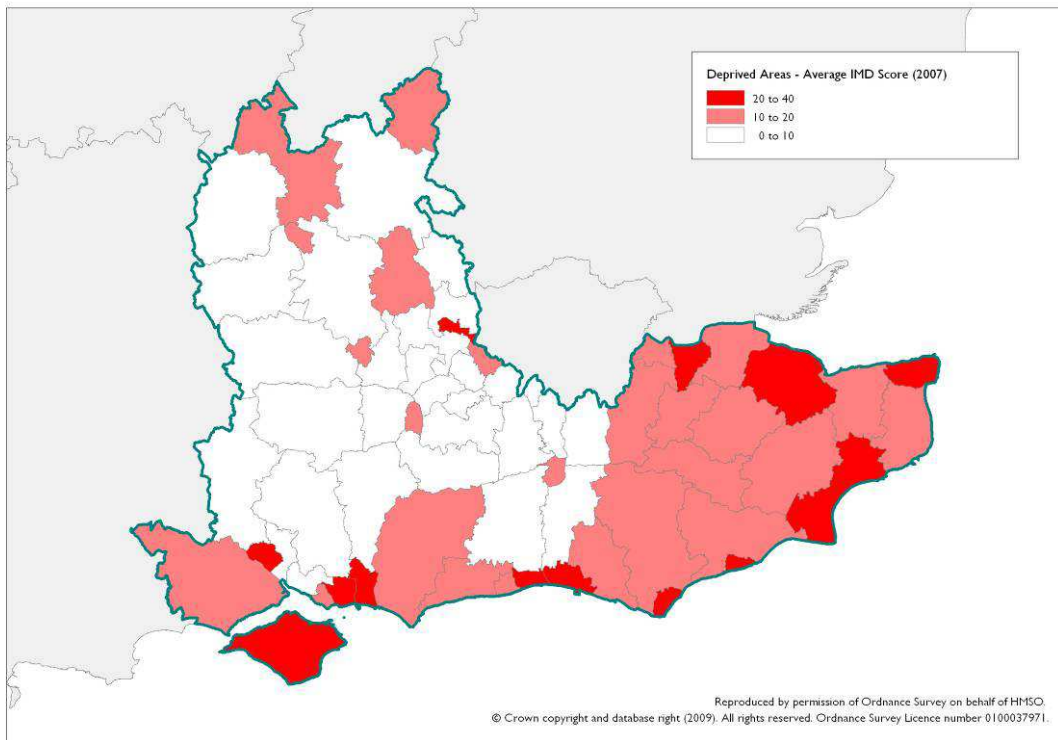 Deprived Areas - Average IMD Score (2007)
20 to 40
10 to 20
0 to 10
Reproduced by permission of Ordnance Survey on behalf of HMSO.
© Crown copyright and database right (2009). All rights reserved. Ordnance Survey Licence number 0100037971.